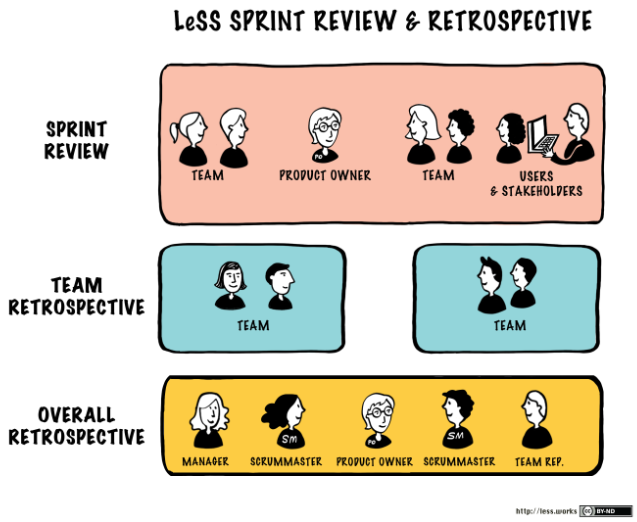 LeSS SPRINT REVIEW & RETROSPECTIVE
SPRINT
REVIEW
PO
TEAM
PRODUCT OWNER
TEAM
USERS
& STAKEHOLDERS
TEAM
RETROSPECTIVE
TEAM
TEAM
OVERALL
RETROSPECTIVE
SM
PO
SM
MANAGER
SCRUMMASTER
PRODUCT OWNER
SCRUMMASTER
TEAM REP.
http://less.works
cc
BY-ND